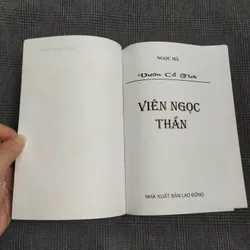 NGỌC HÀ
Vườn Cổ Tích
VIÊN NGỌC
THẦN
NHÀ XUẤT BẢN LAO ĐỘNG